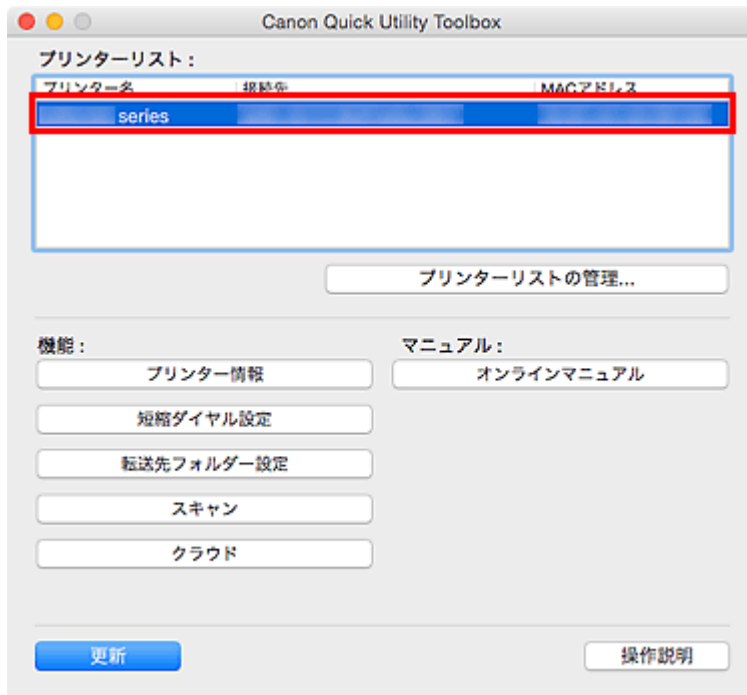 Canon Quick Utility Toolbox
プリンターリスト：
プリンター名 接続先 MACアドレス
series
プリンターリストの管理...
機能： マニュアル：
プリンター情報 オンラインマニュアル
短縮ダイヤル設定
転送先フォルダー設定
スキャン
クラウド
更新 操作説明